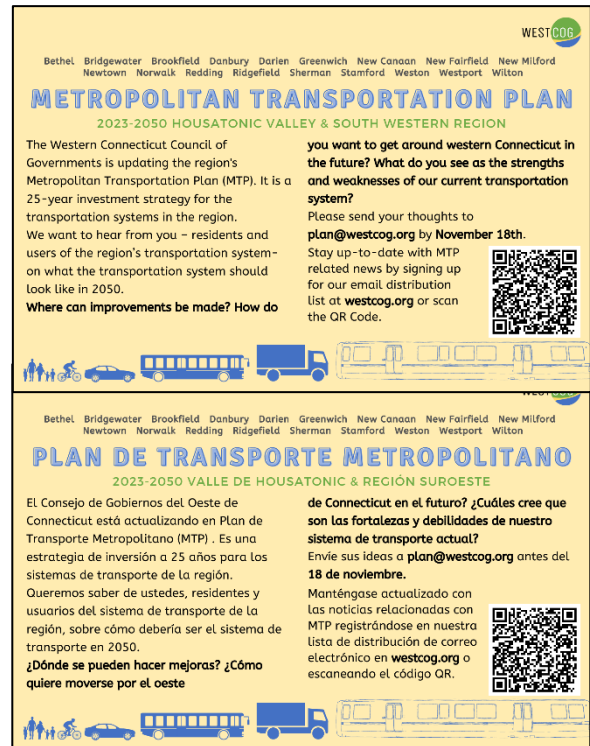 WESTCOG
Bethel Bridgewater Brookfield Danbury Darien Greenwich New Canaan New Fairfield New Milford
Newtown Norwalk Redding Ridgefield Sherman Stamford Weston Westport Wilton
METROPOLITAN TRANSPORTATION PLAN
2023-2050 HOUSATONIC VALLEY & SOUTH WESTERN REGION
The Western Connecticut Council of
Governments is updating the region's
Metropolitan Transportation Plan (MTP). It is a
25-year investment strategy for the
transportation systems in the region.
We want to hear from you – residents and
users of the region's transportation system-
on what the transportation system should
look like in 2050.
Where can improvements be made? How do
you want to get around western Connecticut in
the future? What do you see as the strengths
and weaknesses of our current transportation
system?
Please send your thoughts to
plan@westcog.org by November 18th.
Stay up-to-date with MTP
related news by signing up
for our email distribution
list at westcog.org or scan
the QR Code.
WESTCOG
Bethel Bridgewater Brookfield Danbury Darien Greenwich New Canaan New Fairfield New Milford
Newtown Norwalk Redding Ridgefield Sherman Stamford Weston Westport Wilton
PLAN DE TRANSPORTE METROPOLITANO
2023-2050 VALLE DE HOUSATONIC & REGIÓN SUROESTE
El Consejo de Gobiernos del Oeste de
Connecticut está actualizando en Plan de
Transporte Metropolitano (MTP) . Es una
estrategia de inversión a 25 años para los
sistemas de transporte de la región.
Queremos saber de ustedes, residentes y
usuarios del sistema de transporte de la
región, sobre cómo debería ser el sistema de
transporte en 2050.
¿Dónde se pueden hacer mejoras? ¿Cómo
quiere moverse por el oeste
de Connecticut en el futuro? ¿Cuáles cree que
son las fortalezas y debilidades de nuestro
sistema de transporte actual?
Envíe sus ideas a plan@westcog.org antes del
18 de noviembre.
Manténgase actualizado con
las noticias relacionadas con
MTP registrándose en nuestra
lista de distribución de correo
electrónico en westcog.org o
escaneando el código QR.